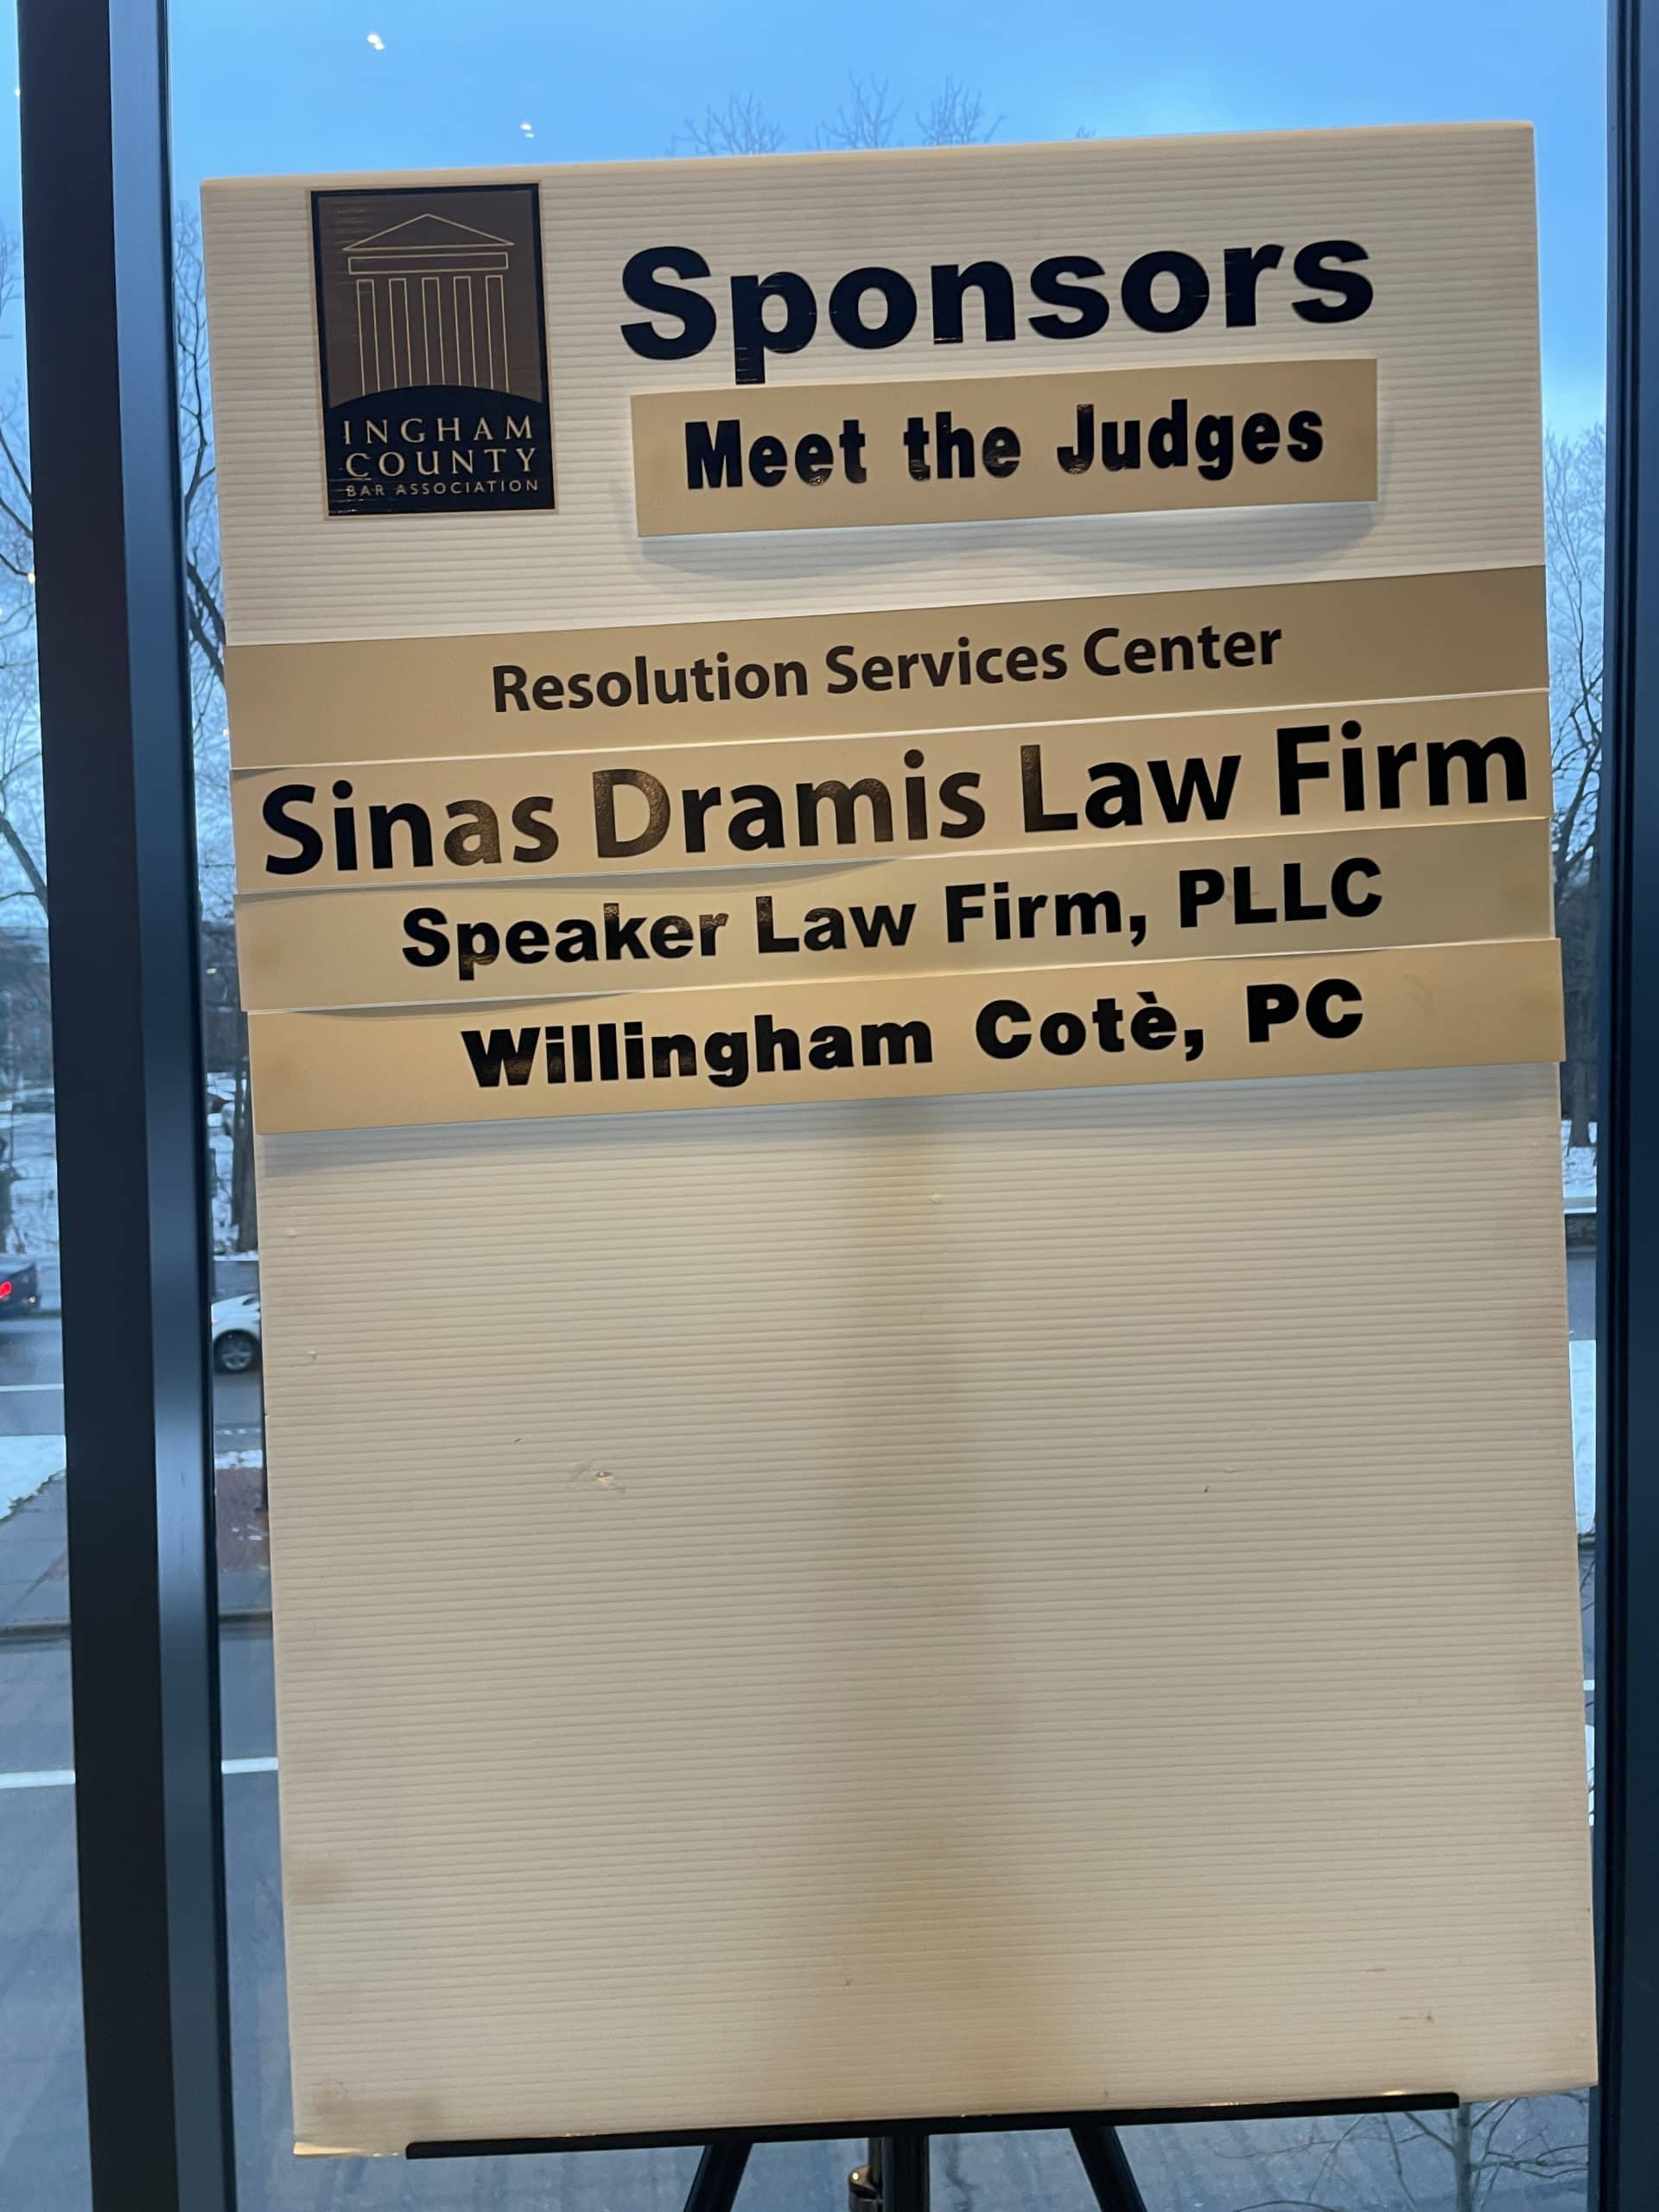 INGHAM
COUNTY
BAR ASSOCIATION
Sponsors
Meet the Judges
Resolution Services Center
Sinas Dramis Law Firm
Speaker Law Firm, PLLC
Willingham Cotè, PC